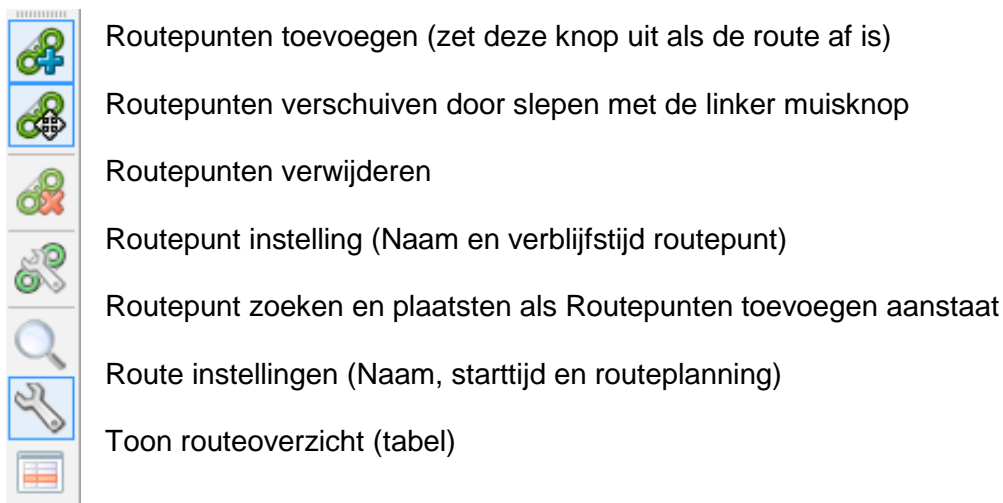 Routepunten toevoegen (zet deze knop uit als de route af is)
Routepunten verschuiven door slepen met de linker muisknop
Routepunten verwijderen
Routepunt instelling (Naam en verblijfstijd routepunt)
Routepunt zoeken en plaatsten als Routepunten toevoegen aanstaat
Route instellingen (Naam, starttijd en routeplanning)
Toon routeoverzicht (tabel)